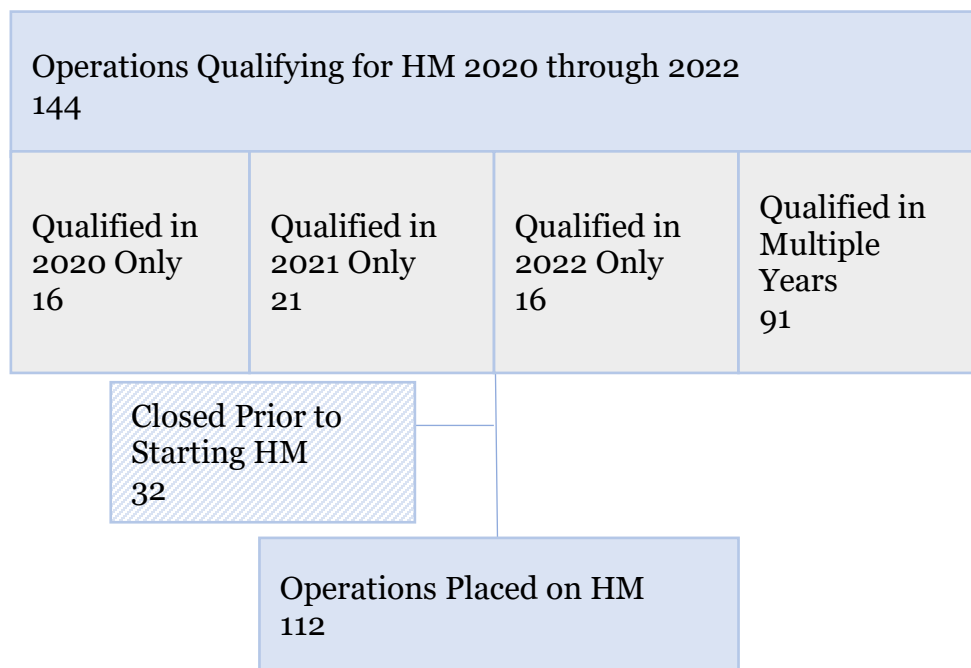 Operations Qualifying for HM 2020 through 2022
144
Qualified in
2020 Only
16
Qualified in
2021 Only
21
Qualified in
2022 Only
16
Qualified in
Multiple
Years
91
Closed Prior to
Starting HM
32
Operations Placed on HM
112